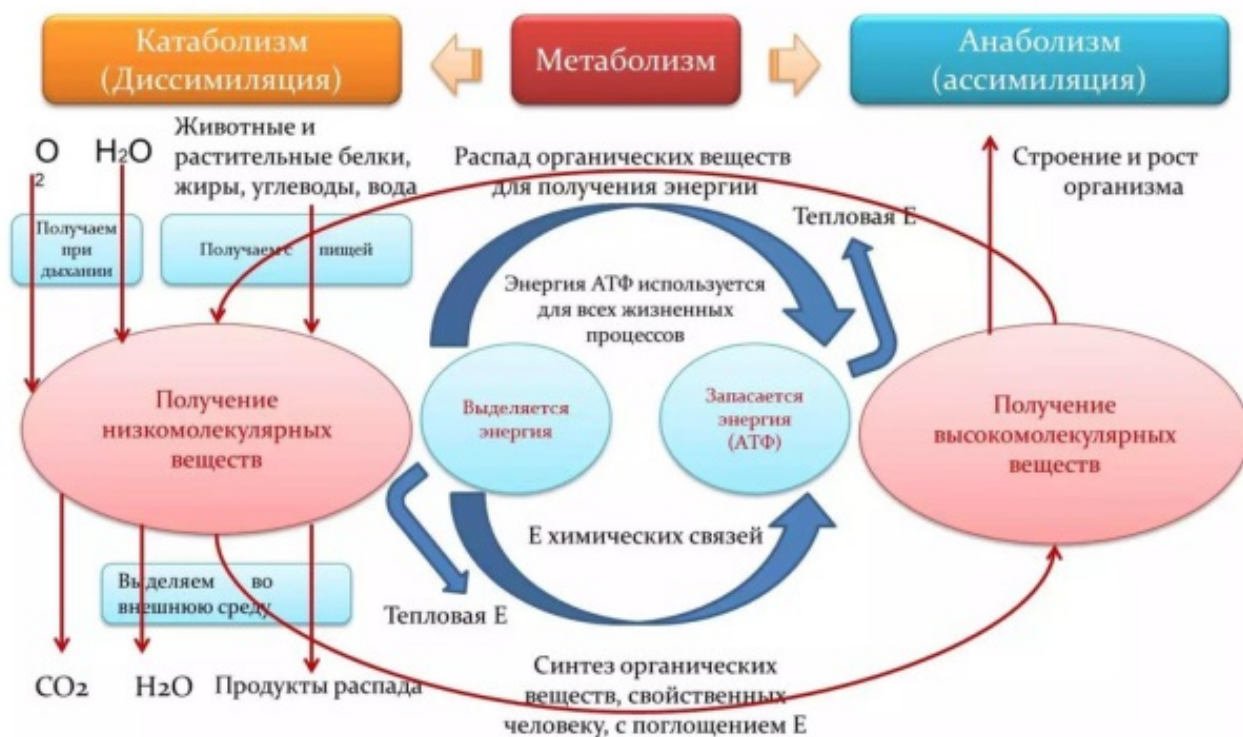 Катаболизм
(Диссимиляция)
Метаболизм
Анаболизм
(ассимиляция)
O
2
H2O
Животные и
растительные белки,
жиры, углеводы, вода
Распад органических веществ
для получения энергии
Строение и рост
организма
Тепловая Е
Получаем
при
дыхании
Получаем с пищей
Энергия АТФ используется
для всех жизненных
процессов
Получение
низкомолекулярных
веществ
Выделяется
энергия
Запасается
энергия
(АТФ)
Получение
высокомолекулярных
веществ
Е химических связей
Выделяем во
внешнюю среду
Тепловая Е
CO2
H2O
Продукты распада
Синтез органических
веществ, свойственных
человеку, с поглощением Е